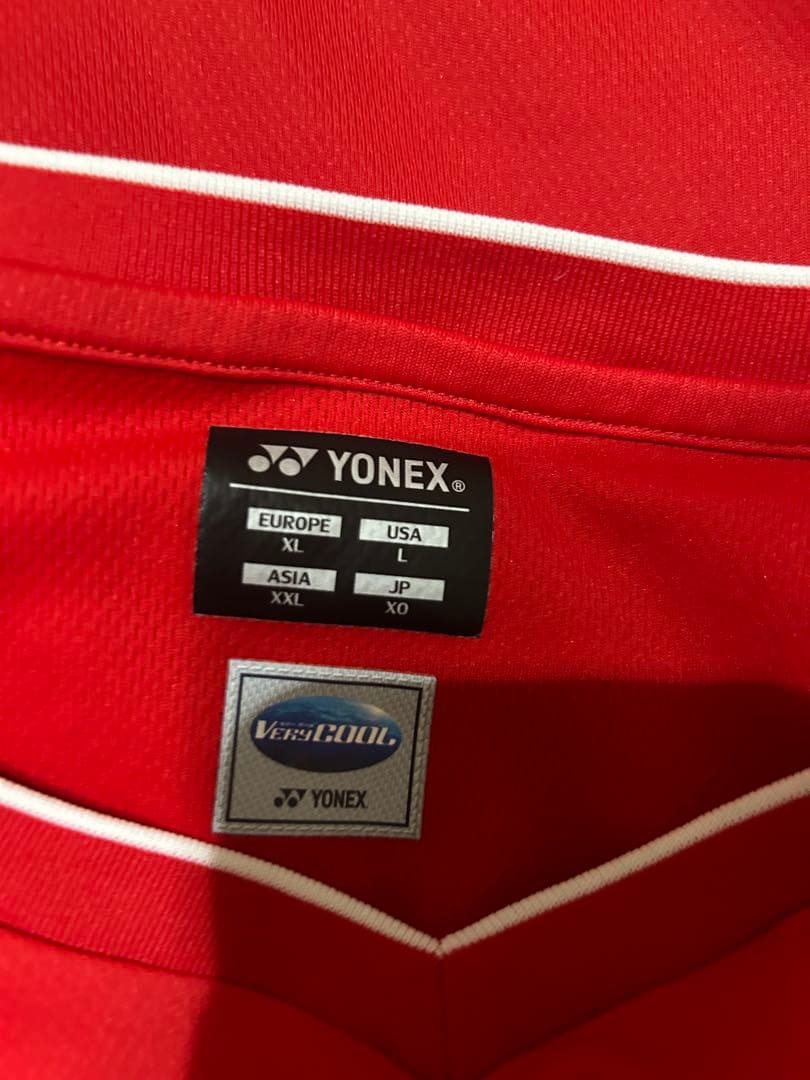 YONEX®
EUROPE USA
XL L
ASIA JP
XXL XO
VERYCOOL
YONEX